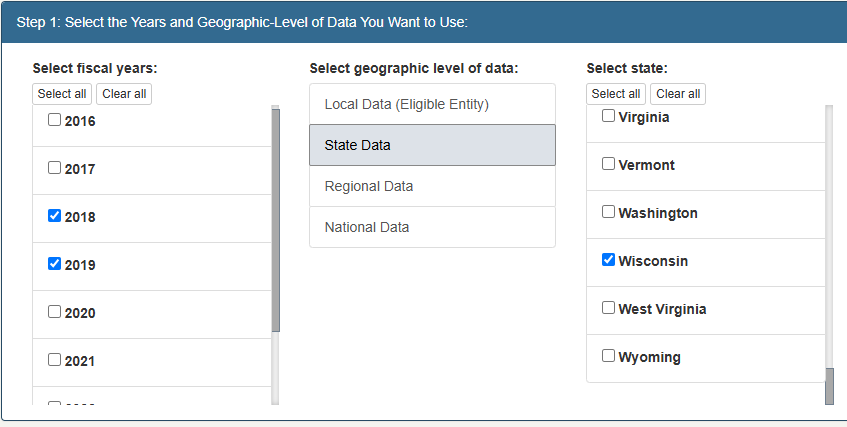 Step 1: Select the Years and Geographic-Level of Data You Want to Use:
Select fiscal years:
Select all Clear all
2016
2017
2018
2019
2020
2021
Select geographic level of data:
Local Data (Eligible Entity)
State Data
Regional Data
National Data
Select state:
Select all Clear all
Virginia
Vermont
Washington
Wisconsin
West Virginia
Wyoming